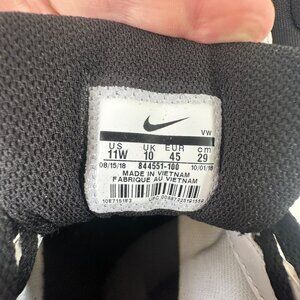 VW
US UK EUR cm
11W 10 45 29
08/15/18 844551-100 10/01/18
MADE IN VIETNAM
FABRIQUE AU VIETNAM